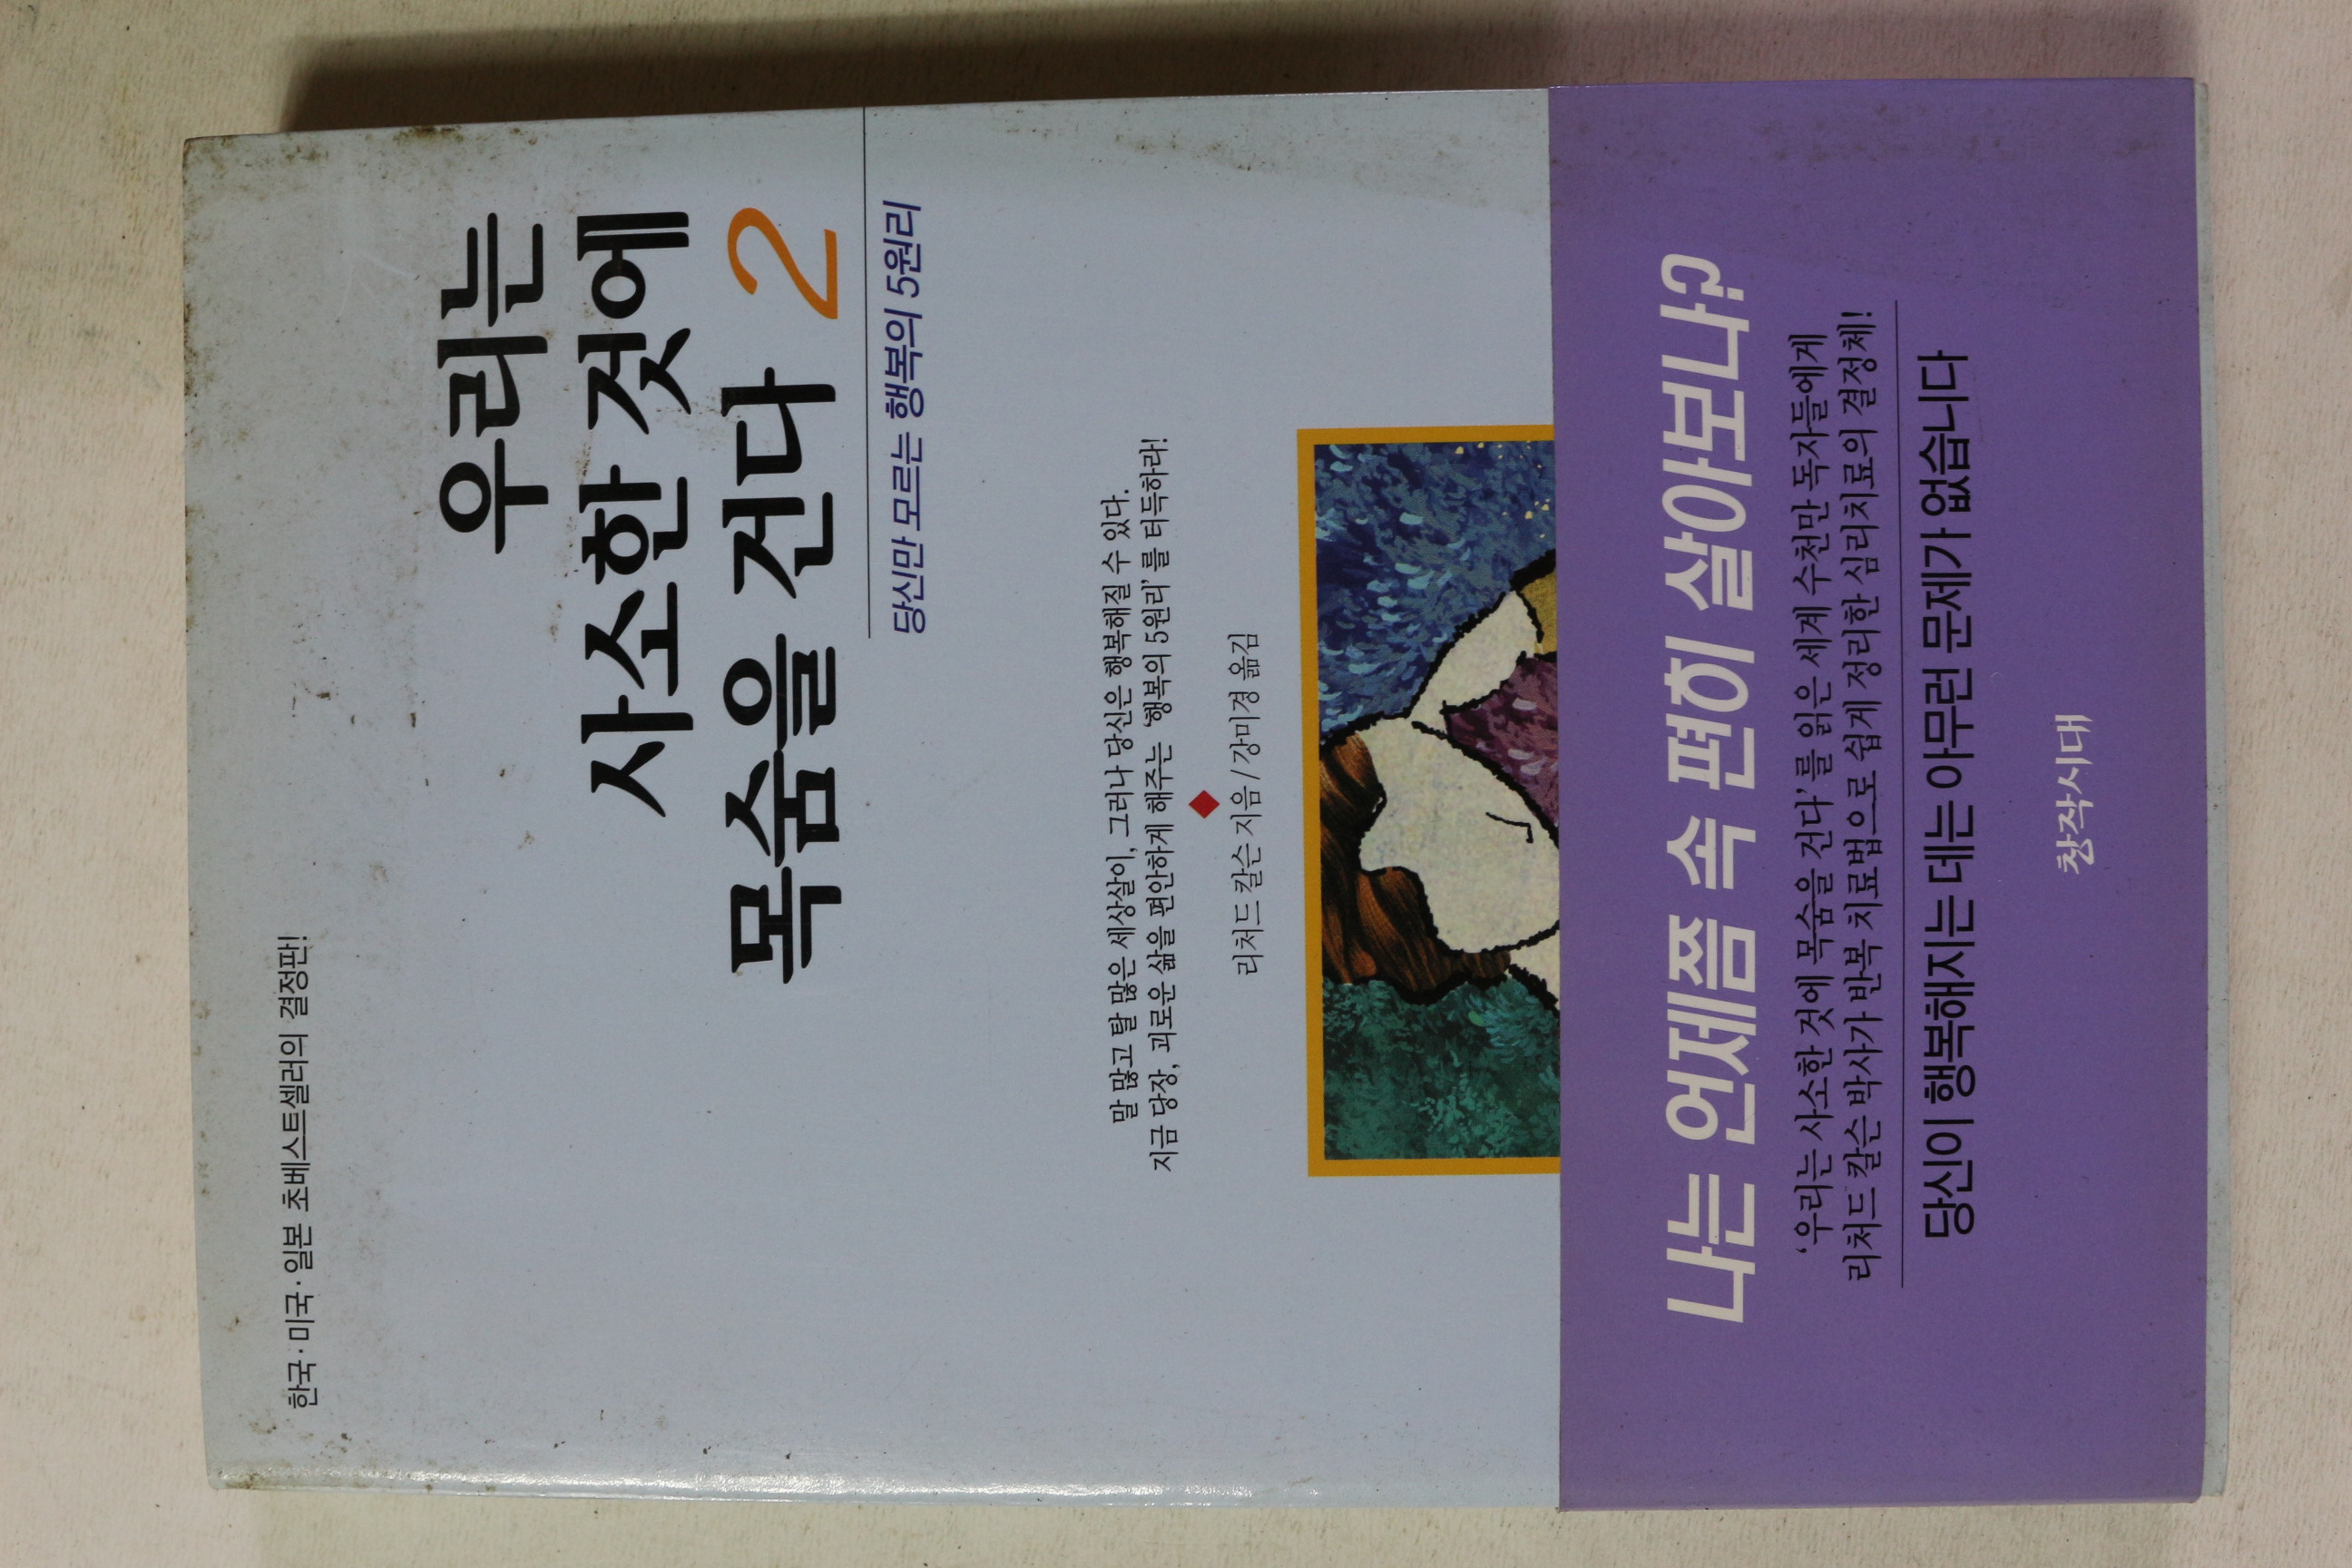 한국·미국·일본 초베스트셀러의 결정판!
우리는
사소한 것에
목숨을 건다 2
당신만 모르는 행복의 5원리
말 많고 탈 많은 세상살이, 그러나 당신은 행복해질 수 있다.
지금 당장, 괴로운 삶을 편안하게 해주는 '행복의 5원리'를 터득하라!
리처드 칼슨 지음 / 강미경 옮김
나는 언제쯤 속 편히 살아보나?
'우리는 사소한 것에 목숨을 건다'를 읽은 세계 수천만 독자들에게
리처드 칼슨 박사가 반복 치료법으로 쉽게 정리한 심리치료의 결정체!
당신이 행복해지는 데는 아무런 문제가 없습니다
창작시대